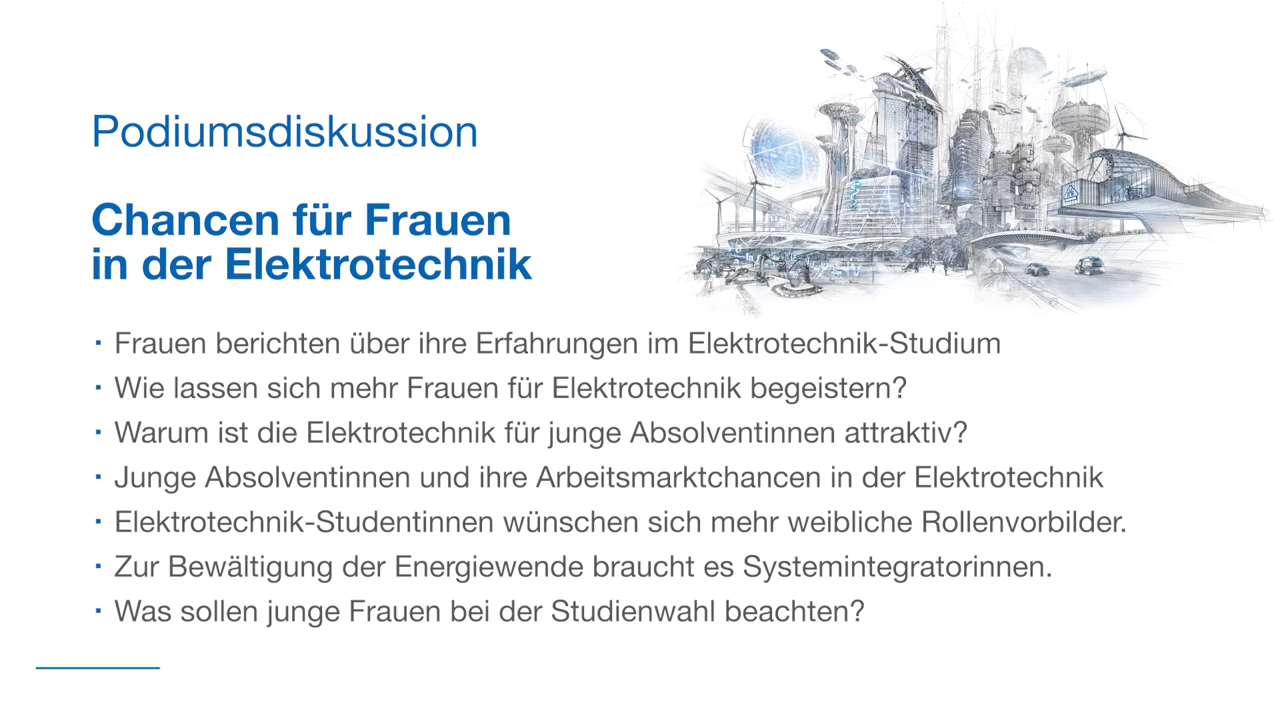 Podiumsdiskussion
Chancen für Frauen
in der Elektrotechnik
· Frauen berichten über ihre Erfahrungen im Elektrotechnik-Studium
· Wie lassen sich mehr Frauen für Elektrotechnik begeistern?
· Warum ist die Elektrotechnik für junge Absolventinnen attraktiv?
· Junge Absolventinnen und ihre Arbeitsmarktchancen in der Elektrotechnik
· Elektrotechnik-Studentinnen wünschen sich mehr weibliche Rollenvorbilder.
· Zur Bewältigung der Energiewende braucht es Systemintegratorinnen.
· Was sollen junge Frauen bei der Studienwahl beachten?